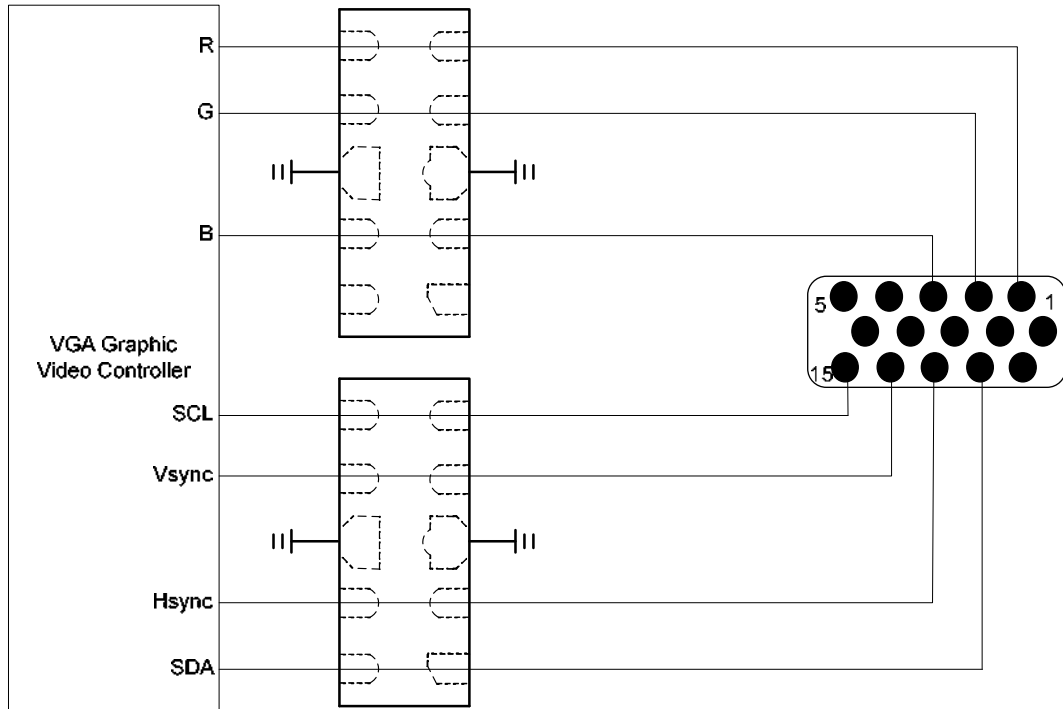 R
G
B
VGA Graphic
Video Controller
SCL
Vsync
Hsync
SDA
5
1
15